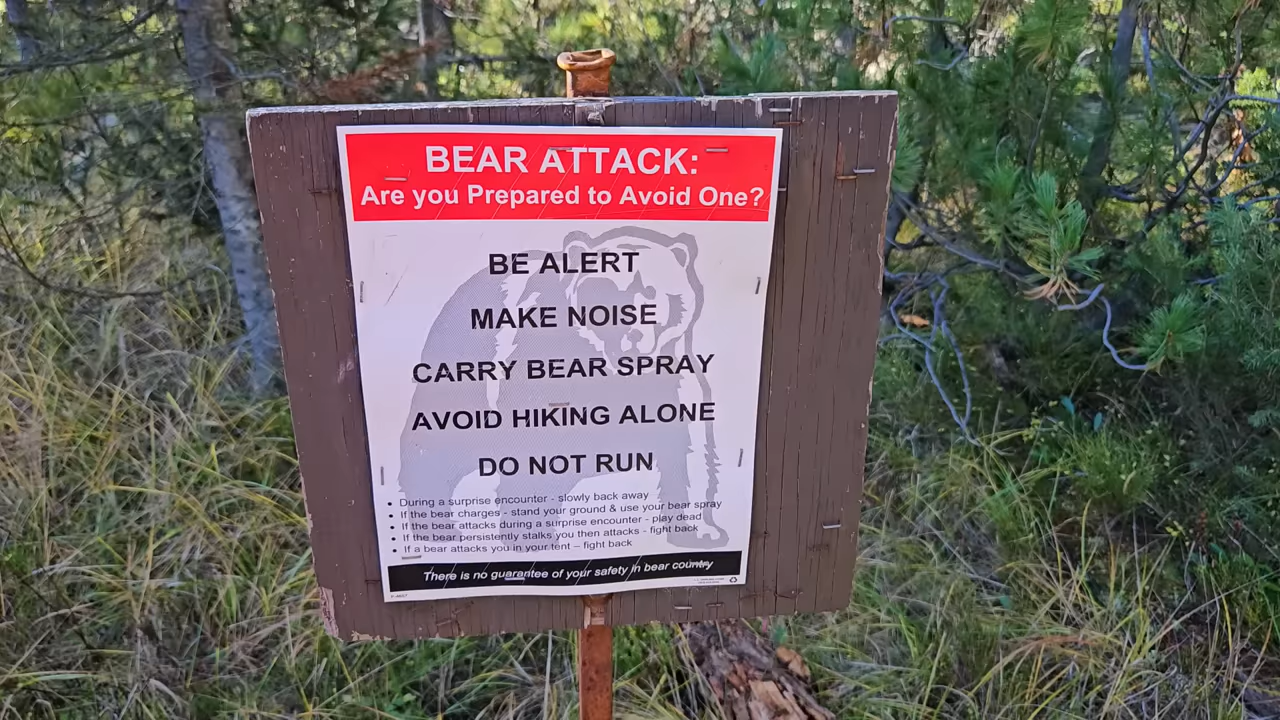 BEAR ATTACK:
Are you Prepared to Avoid One?
BE ALERT
MAKE NOISE
CARRY BEAR SPRAY
AVOID HIKING ALONE
DO NOT RUN
• During a surprise encounter - slowly back away
• If the bear charges - stand your ground & use your bear spray
• If the bear attacks during a surprise encounter - play dead
• If the bear persistently stalks you then attacks - fight back
• If a bear attacks you in your tent – fight back
There is no guarantee of your safety in bear country